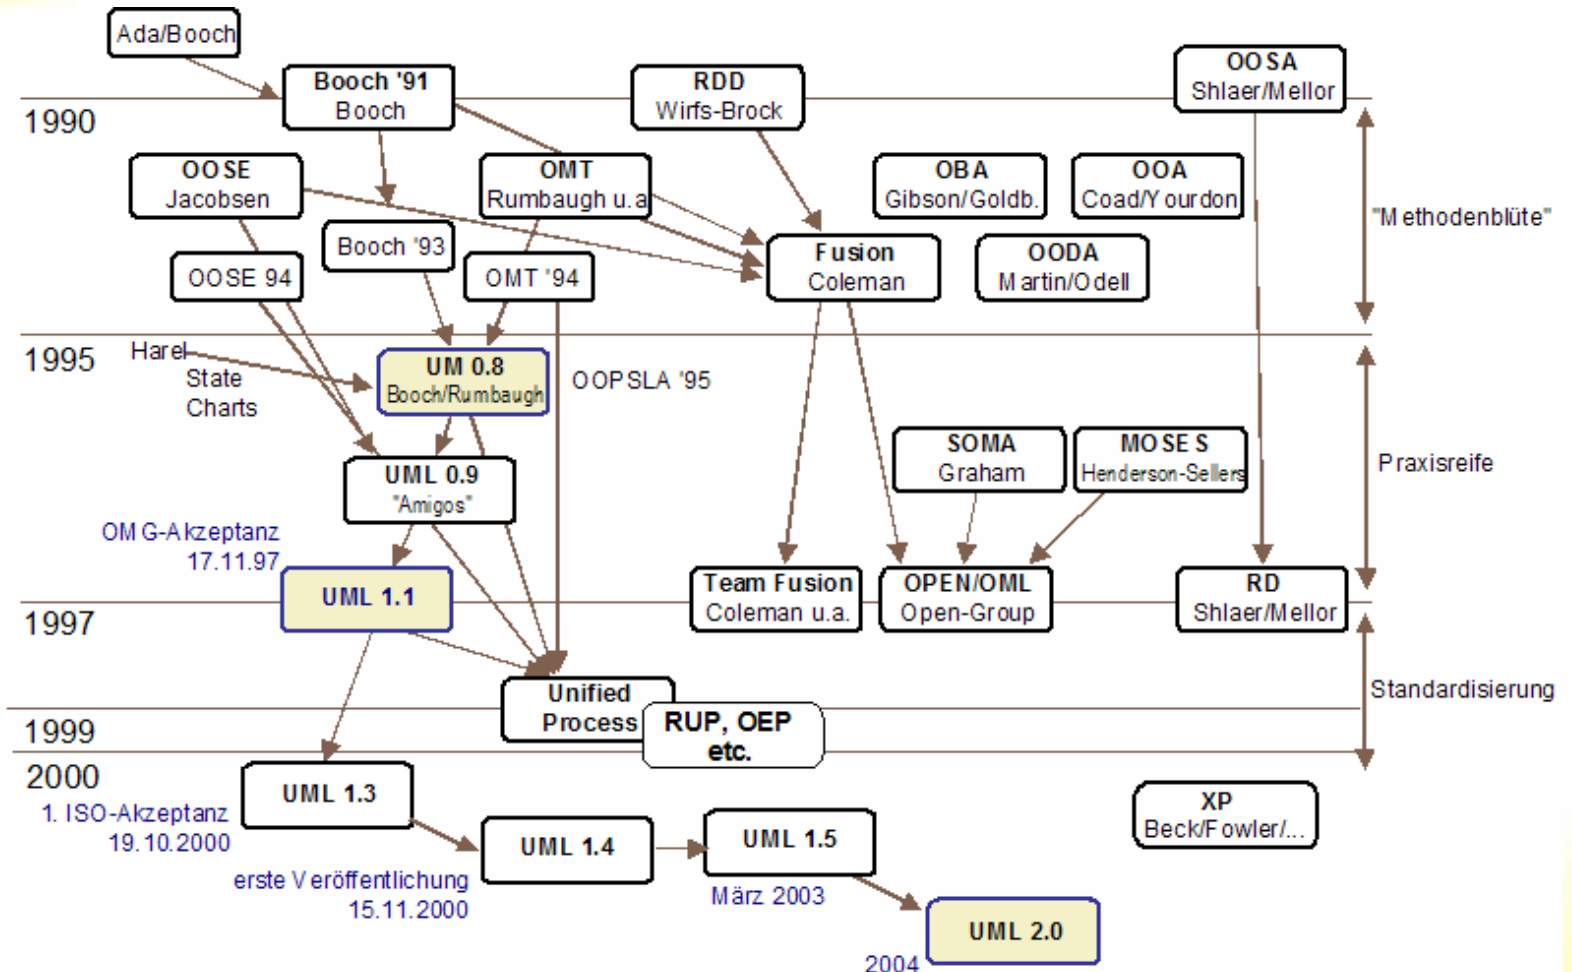 Ada/Booch
Booch '91
Booch
RDD
Wirfs-Brock
OOSA
Shlaer/Mellor
1990
OOSE
Jacobsen
OMT
Rumbaugh u.a
OBA
Gibson/Goldb.
OOA
Coad/Yourdon
"Methodenblüte"
Booch '93
Fusion
Coleman
OODA
Martin/Odell
OOSE 94
OMT '94
1995
Harel
State
Charts
UM 0.8
Booch/Rumbaugh
OOPSLA '95
SOMA
Graham
MOSES
Henderson-Sellers
Praxisreife
UML 0.9
"Amigos"
OMG-Akzeptanz
17.11.97
UML 1.1
Team Fusion
Coleman u.a.
OPEN/OML
Open-Group
RD
Shlaer/Mellor
1997
Unified
Process
Standardisierung
RUP, OEP
etc.
1999
2000
UML 1.3
1. ISO-Akzeptanz
19.10.2000
XP
Beck/Fowler/...
UML 1.4
UML 1.5
erste Veröffentlichung
15.11.2000
März 2003
UML 2.0
2004